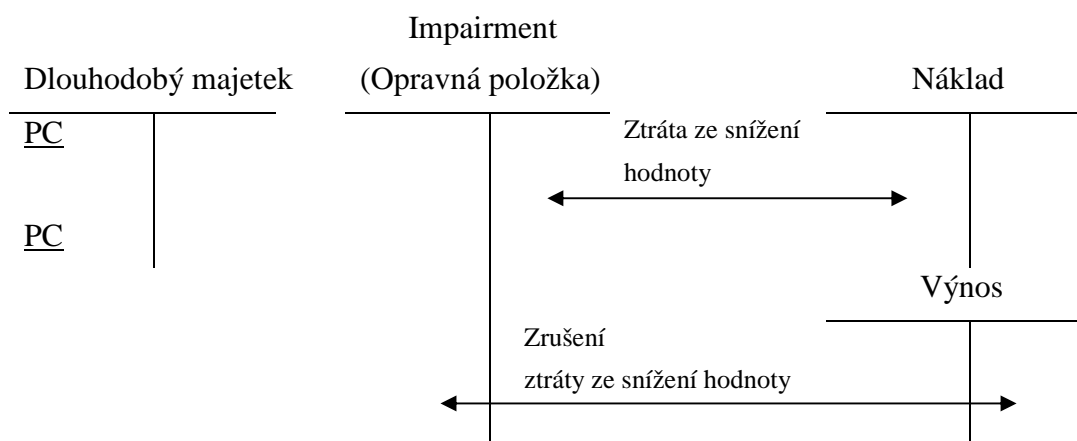 Impairment
Dlouhodobý majetek (Opravná položka) Náklad
PC
Ztráta ze snížení
hodnoty
PC
Výnos
Zrušení
ztráty ze snížení hodnoty